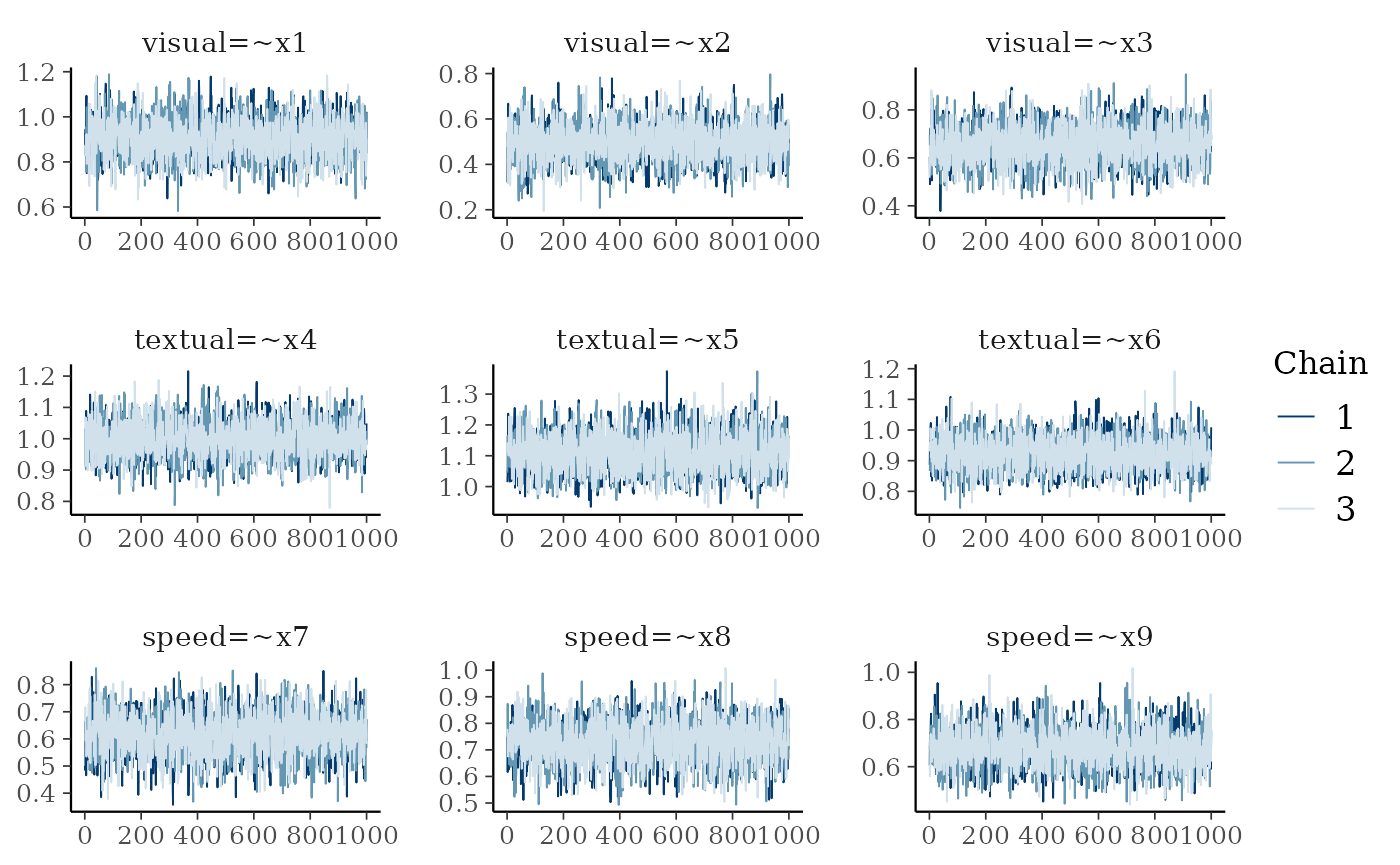 visual=~x1 visual=~x2 visual=~x3
1.2 0.8
1.0 0.6 0.8
0.8 0.4 0.6
0.6 0.2 0.4
0 200 400 600 800 1000 0 200 400 600 800 1000 0 200 400 600 800 1000
textual=~x4 textual=~x5 textual=~x6
1.2 1.3 1.2
1.1 1.2 1.1
1.0 1.1 1.0
0.9 1.0 0.9
0.8 0.8
0 200 400 600 800 1000 0 200 400 600 800 1000 0 200 400 600 800 1000
Chain
1
2
3
speed=~x7 speed=~x8 speed=~x9
0.8 1.0 1.0
0.7 0.9 0.8
0.6 0.8 0.6
0.5 0.7
0.4 0.6
0.5
0 200 400 600 800 1000 0 200 400 600 800 1000 0 200 400 600 800 1000